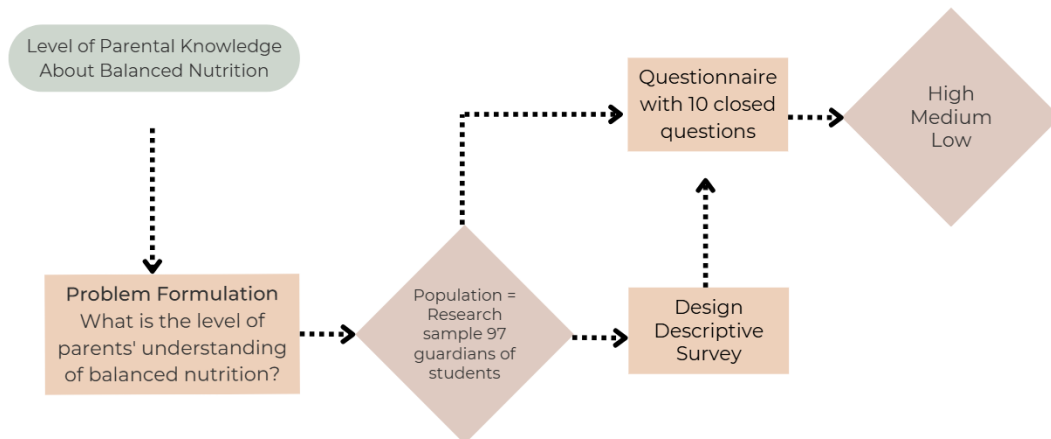 Level of Parental Knowledge
About Balanced Nutrition
Problem Formulation
What is the level of
parents' understanding
of balanced nutrition?
Population =
Research
sample 97
guardians of
students
Design
Descriptive
Survey
Questionnaire
with 10 closed
questions
High
Medium
Low